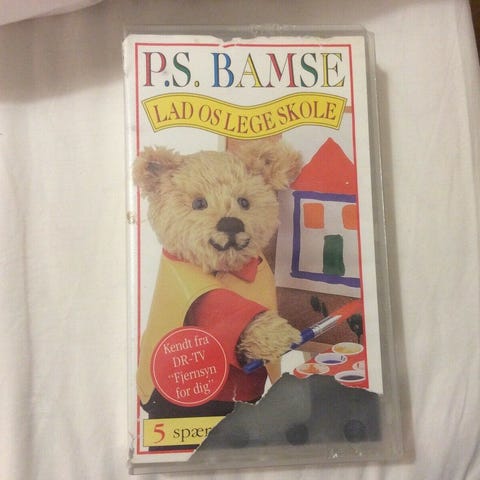 P.S. BAMSE
LAD OS LEGE SKOLE
Kendt fra
DR-TV
"Fjernsyn
for dig"
5